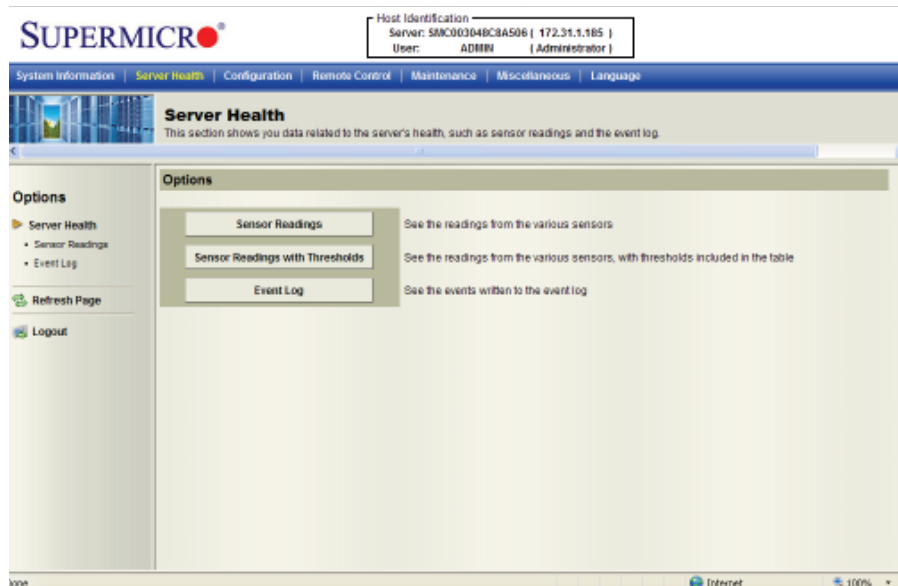 SUPERMICRO®
Host Identification
Server: SMC003048C8A506 ( 172.31.1.185 )
User: ADMIN ( Administrator )
System Information | Server Health | Configuration | Remote Control | Maintenance | Miscellaneous | Language
Server Health
This section shows you data related to the server's health, such as sensor readings and the event log.
Options
Server Health
• Sensor Readings
• Event Log
Refresh Page
Logout
Options
Sensor Readings See the readings from the various sensors
Sensor Readings with Thresholds See the readings from the various sensors, with thresholds included in the table
Event Log See the events written to the event log
Internet 100%